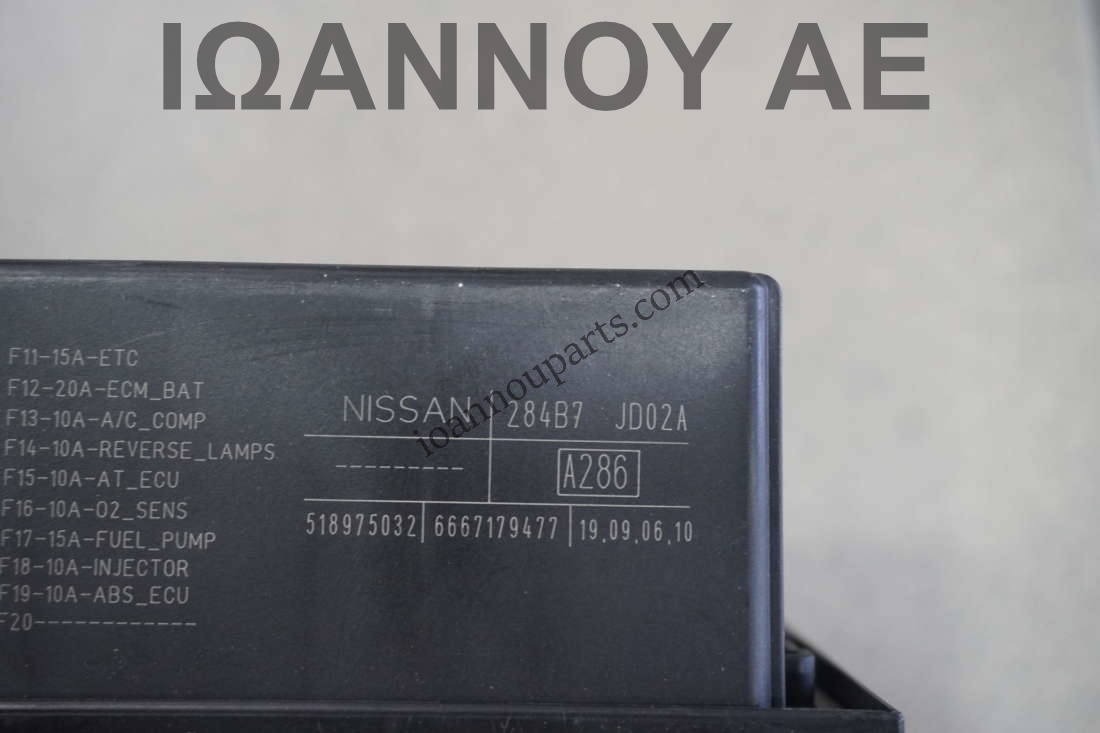 ΙΩΑΝΝΟΥ ΑΕ
ioannouparts.com
F11-15A-ETC
F12-20A-ECM_BAT
F13-10A-A/C_COMP
F14-10A-REVERSE_LAMPS
F15-10A-AT_ECU
F16-10A-O2_SENS
F17-15A-FUEL_PUMP
F18-10A-INJECTOR
F19-10A-ABS_ECU
F20------------
NISSAN 284B7 JD02A
--------- A286
518975032 6667179477 19,09,06,10